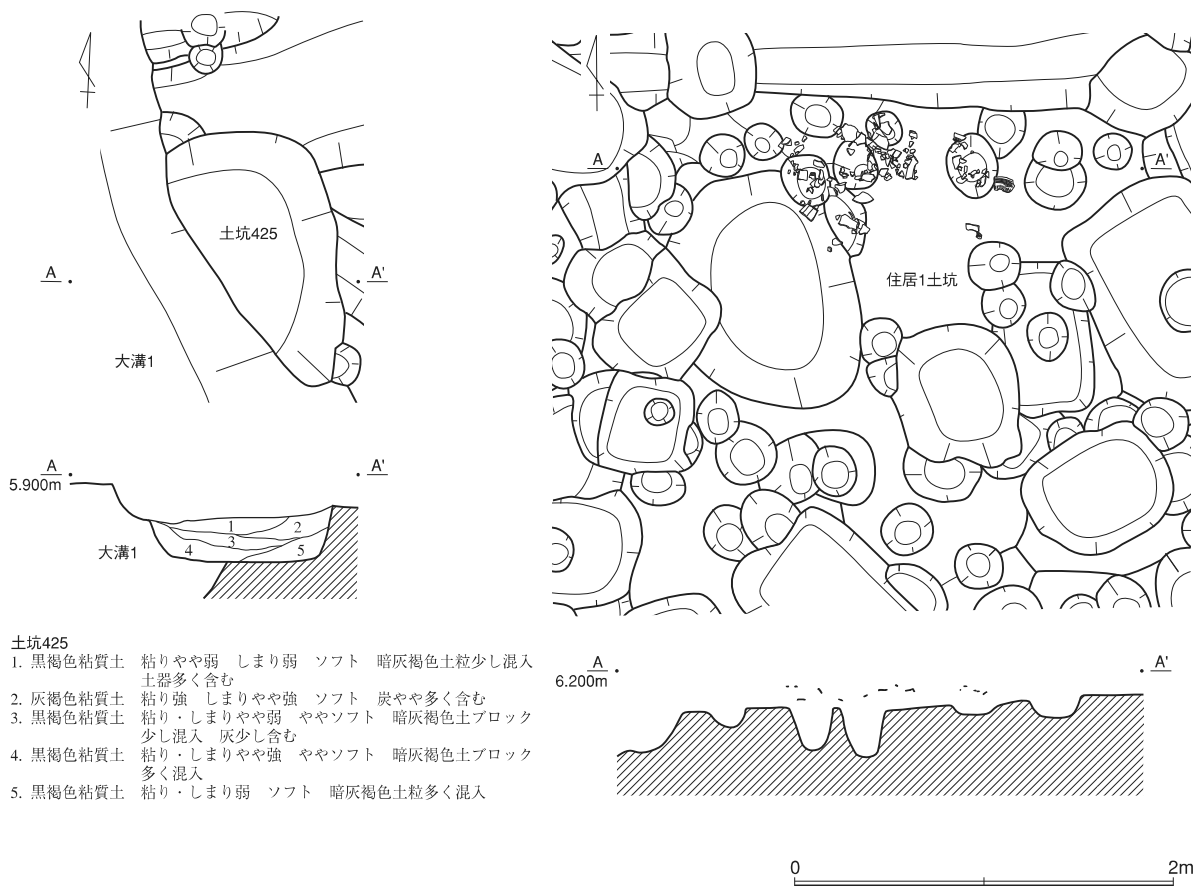 土坑425
A
A'
大溝1
A
A'
5.900m
大溝1
1
2
3
4
5
土坑425
1. 黒褐色粘質土 粘りやや弱 しまり弱 ソフト 暗灰褐色土粒少し混入
土器多く含む
2. 灰褐色粘質土 粘り強 しまりやや強 ソフト 炭やや多く含む
3. 黒褐色粘質土 粘り・しまりやや弱 ややソフト 暗灰褐色土ブロック
少し混入 灰少し含む
4. 黒褐色粘質土 粘り・しまりやや強 ややソフト 暗灰褐色土ブロック
多く混入
5. 黒褐色粘質土 粘り・しまり弱 ソフト 暗灰褐色土粒多く混入
A
A'
住居1土坑
A
A'
6.200m
0
2m